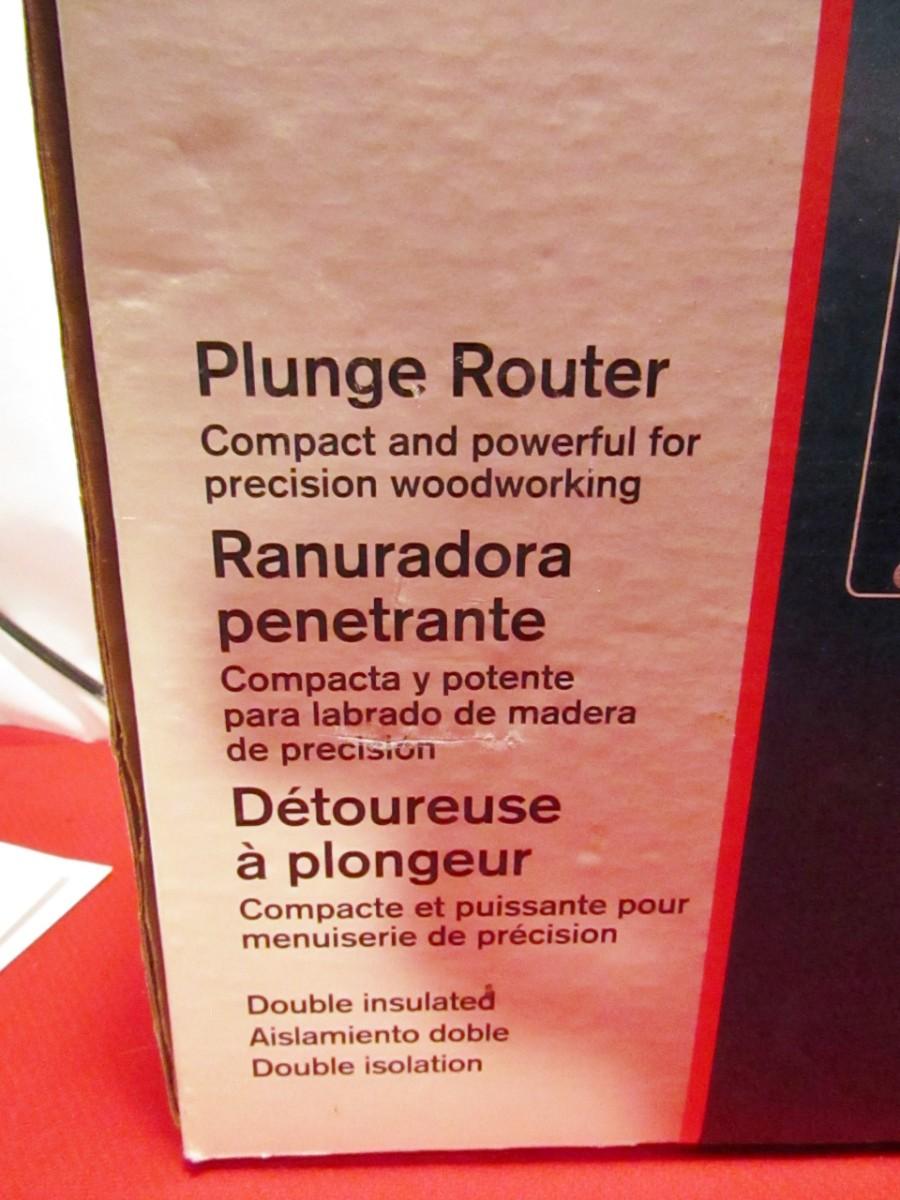 Plunge Router
Compact and powerful for
precision woodworking
Ranuradora
penetrante
Compacta y potente
para labrado de madera
de precisión
Détoureuse
à plongeur
Compacte et puissante pour
menuiserie de précision
Double insulated
Aislamiento doble
Double isolation